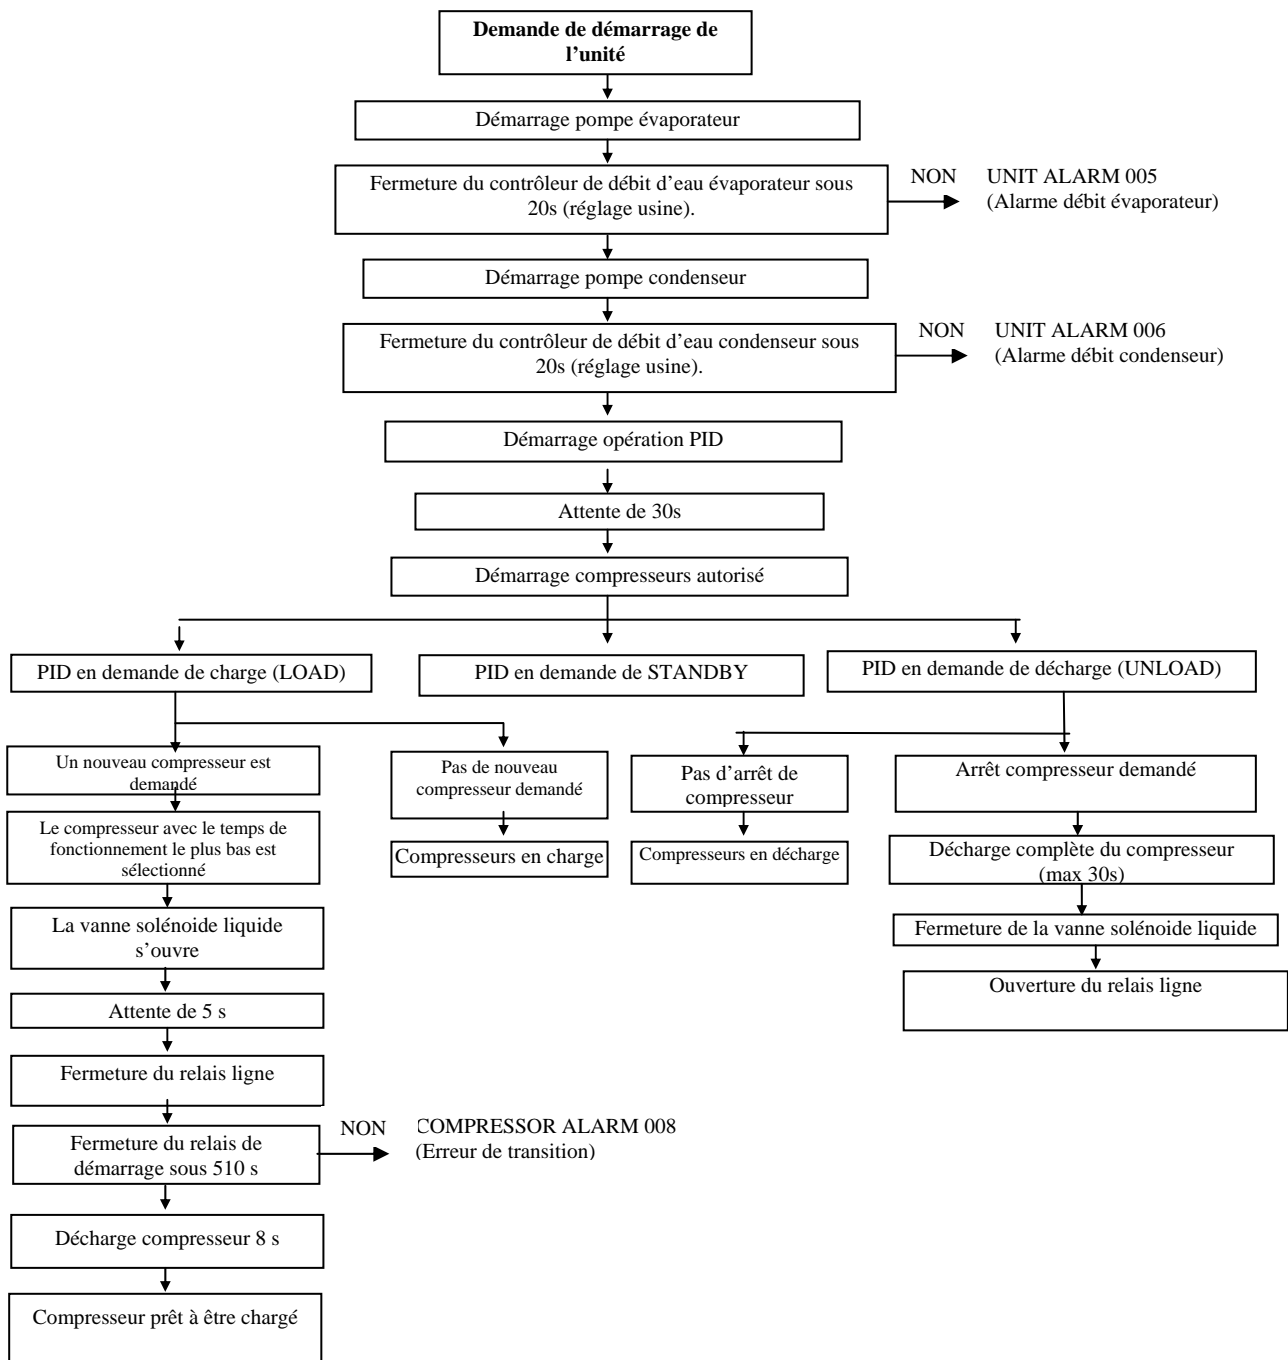 Demande de démarrage de
l’unité
Démarrage pompe évaporateur
Fermeture du contrôleur de débit d’eau évaporateur sous
20s (réglage usine).
NON
UNIT ALARM 005
(Alarme débit évaporateur)
Démarrage pompe condenseur
Fermeture du contrôleur de débit d’eau condenseur sous
20s (réglage usine).
NON
UNIT ALARM 006
(Alarme débit condenseur)
Démarrage opération PID
Attente de 30s
Démarrage compresseurs autorisé
PID en demande de charge (LOAD)
PID en demande de STANDBY
PID en demande de décharge (UNLOAD)
Un nouveau compresseur est
demandé
Pas de nouveau
compresseur demandé
Pas d’arrêt de
compresseur
Arrêt compresseur demandé
Le compresseur avec le temps de
fonctionnement le plus bas est
sélectionné
Compresseurs en charge
Compresseurs en décharge
Décharge complète du compresseur
(max 30s)
La vanne solénoide liquide
s’ouvre
Fermeture de la vanne solénoide liquide
Attente de 5 s
Ouverture du relais ligne
Fermeture du relais ligne
Fermeture du relais de
démarrage sous 510 s
NON
COMPRESSOR ALARM 008
(Erreur de transition)
Décharge compresseur 8 s
Compresseur prêt à être chargé